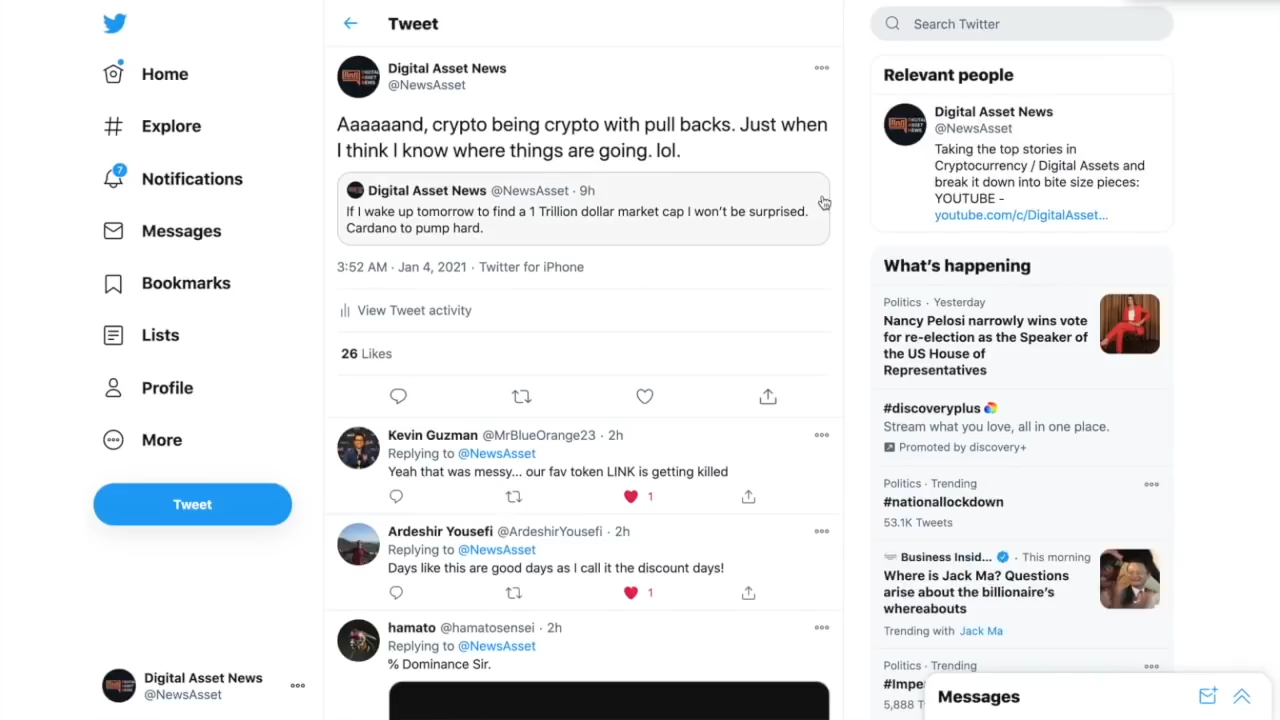 Home
Explore
7
Notifications
Messages
Bookmarks
Lists
Profile
More
Tweet
Digital Asset News
@NewsAsset
Tweet
Digital Asset News
@NewsAsset
Aaaaaand, crypto being crypto with pull backs. Just when
I think I know where things are going. lol.
Digital Asset News @NewsAsset · 9h
If I wake up tomorrow to find a 1 Trillion dollar market cap I won't be surprised.
Cardano to pump hard.
3:52 AM · Jan 4, 2021 · Twitter for iPhone
View Tweet activity
26 Likes
Kevin Guzman @MrBlueOrange23 · 2h
Replying to @NewsAsset
Yeah that was messy... our fav token LINK is getting killed
1
Ardeshir Yousefi @ArdeshirYousefi · 2h
Replying to @NewsAsset
Days like this are good days as I call it the discount days!
1
hamato @hamatosensei · 2h
Replying to @NewsAsset
% Dominance Sir.
Search Twitter
Relevant people
Digital Asset News
@NewsAsset
Taking the top stories in
Cryptocurrency / Digital Assets and
break it down into bite size pieces:
YOUTUBE -
youtube.com/c/DigitalAsset...
What's happening
Politics · Yesterday
Nancy Pelosi narrowly wins vote
for re-election as the Speaker of
the US House of
Representatives
#discoveryplus
Stream what you love, all in one place.
Promoted by discovery+
Politics · Trending
#nationallockdown
53.1K Tweets
Business Insid... · This morning
Where is Jack Ma? Questions
arise about the billionaire's
whereabouts
Trending with Jack Ma
Politics · Trending
#Impe
5,888 T
Messages